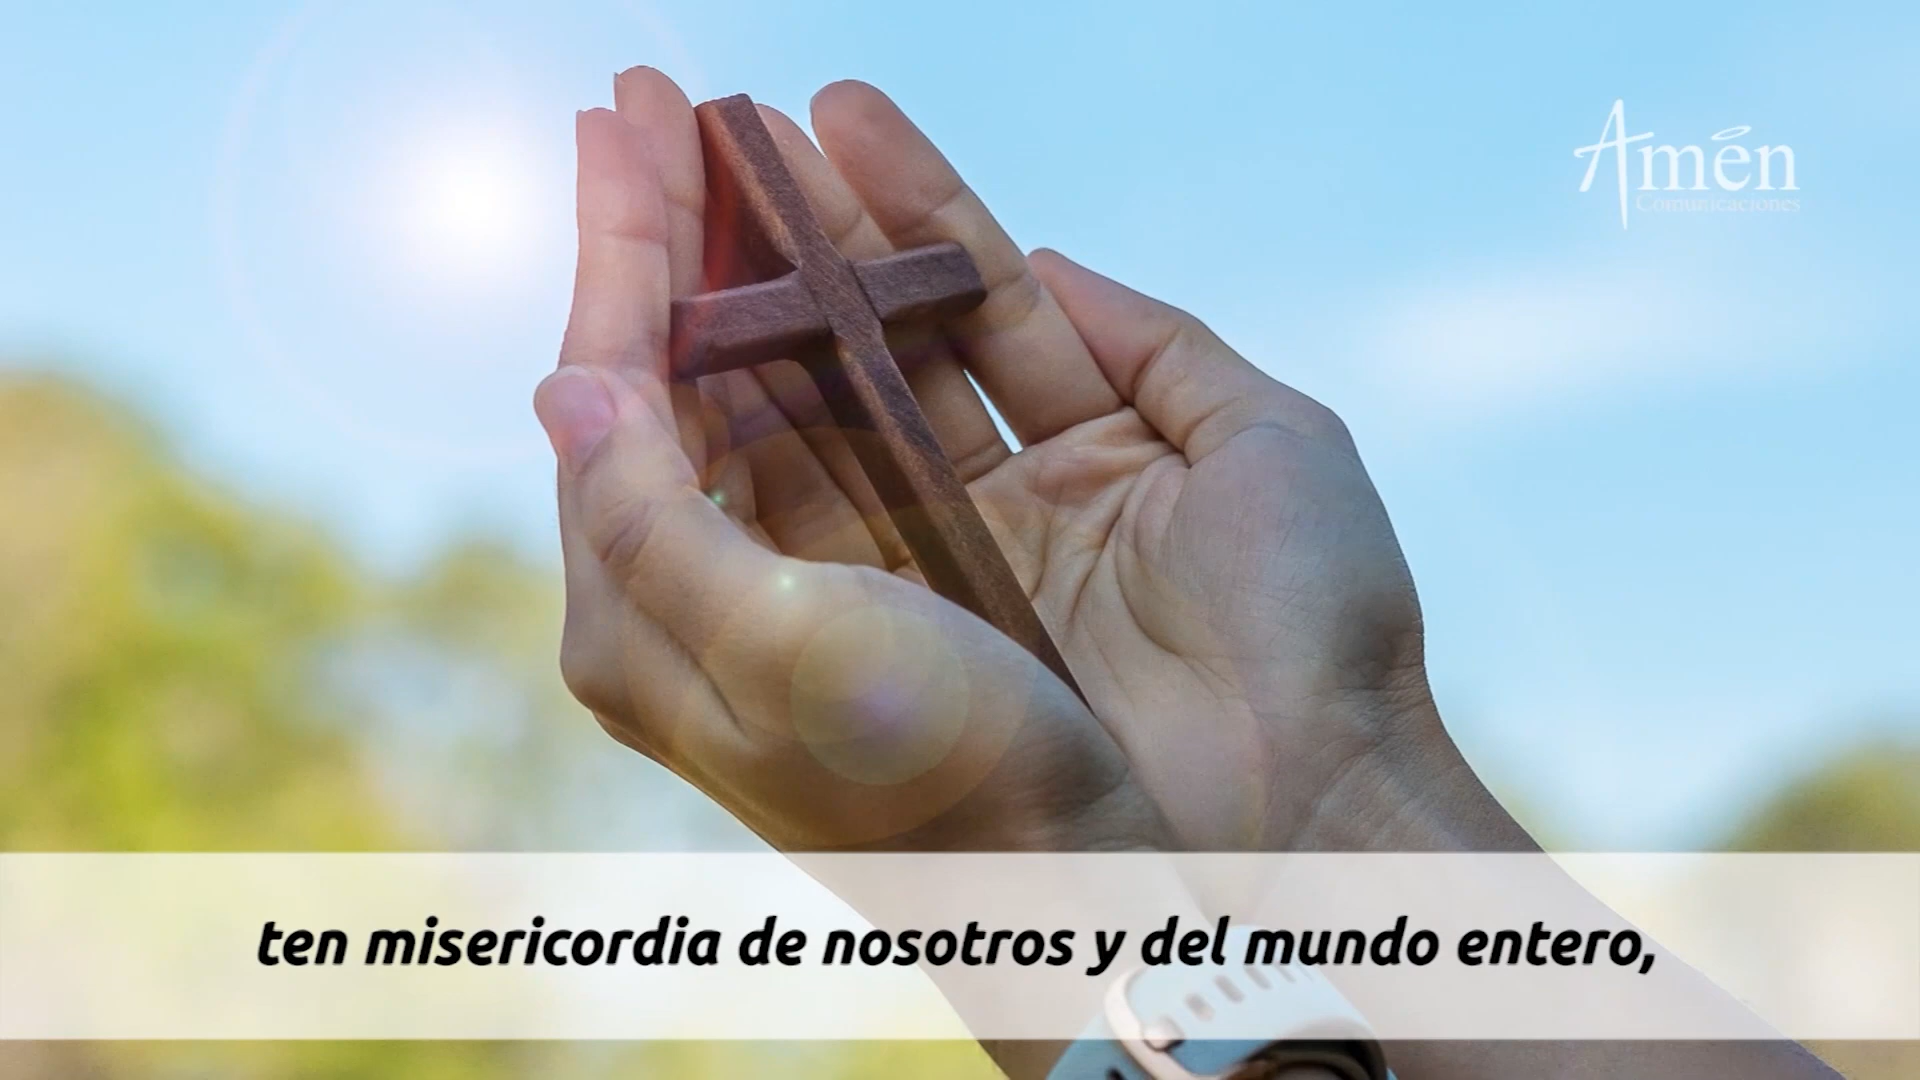 Amén
Comunicaciones
ten misericordia de nosotros y del mundo entero,